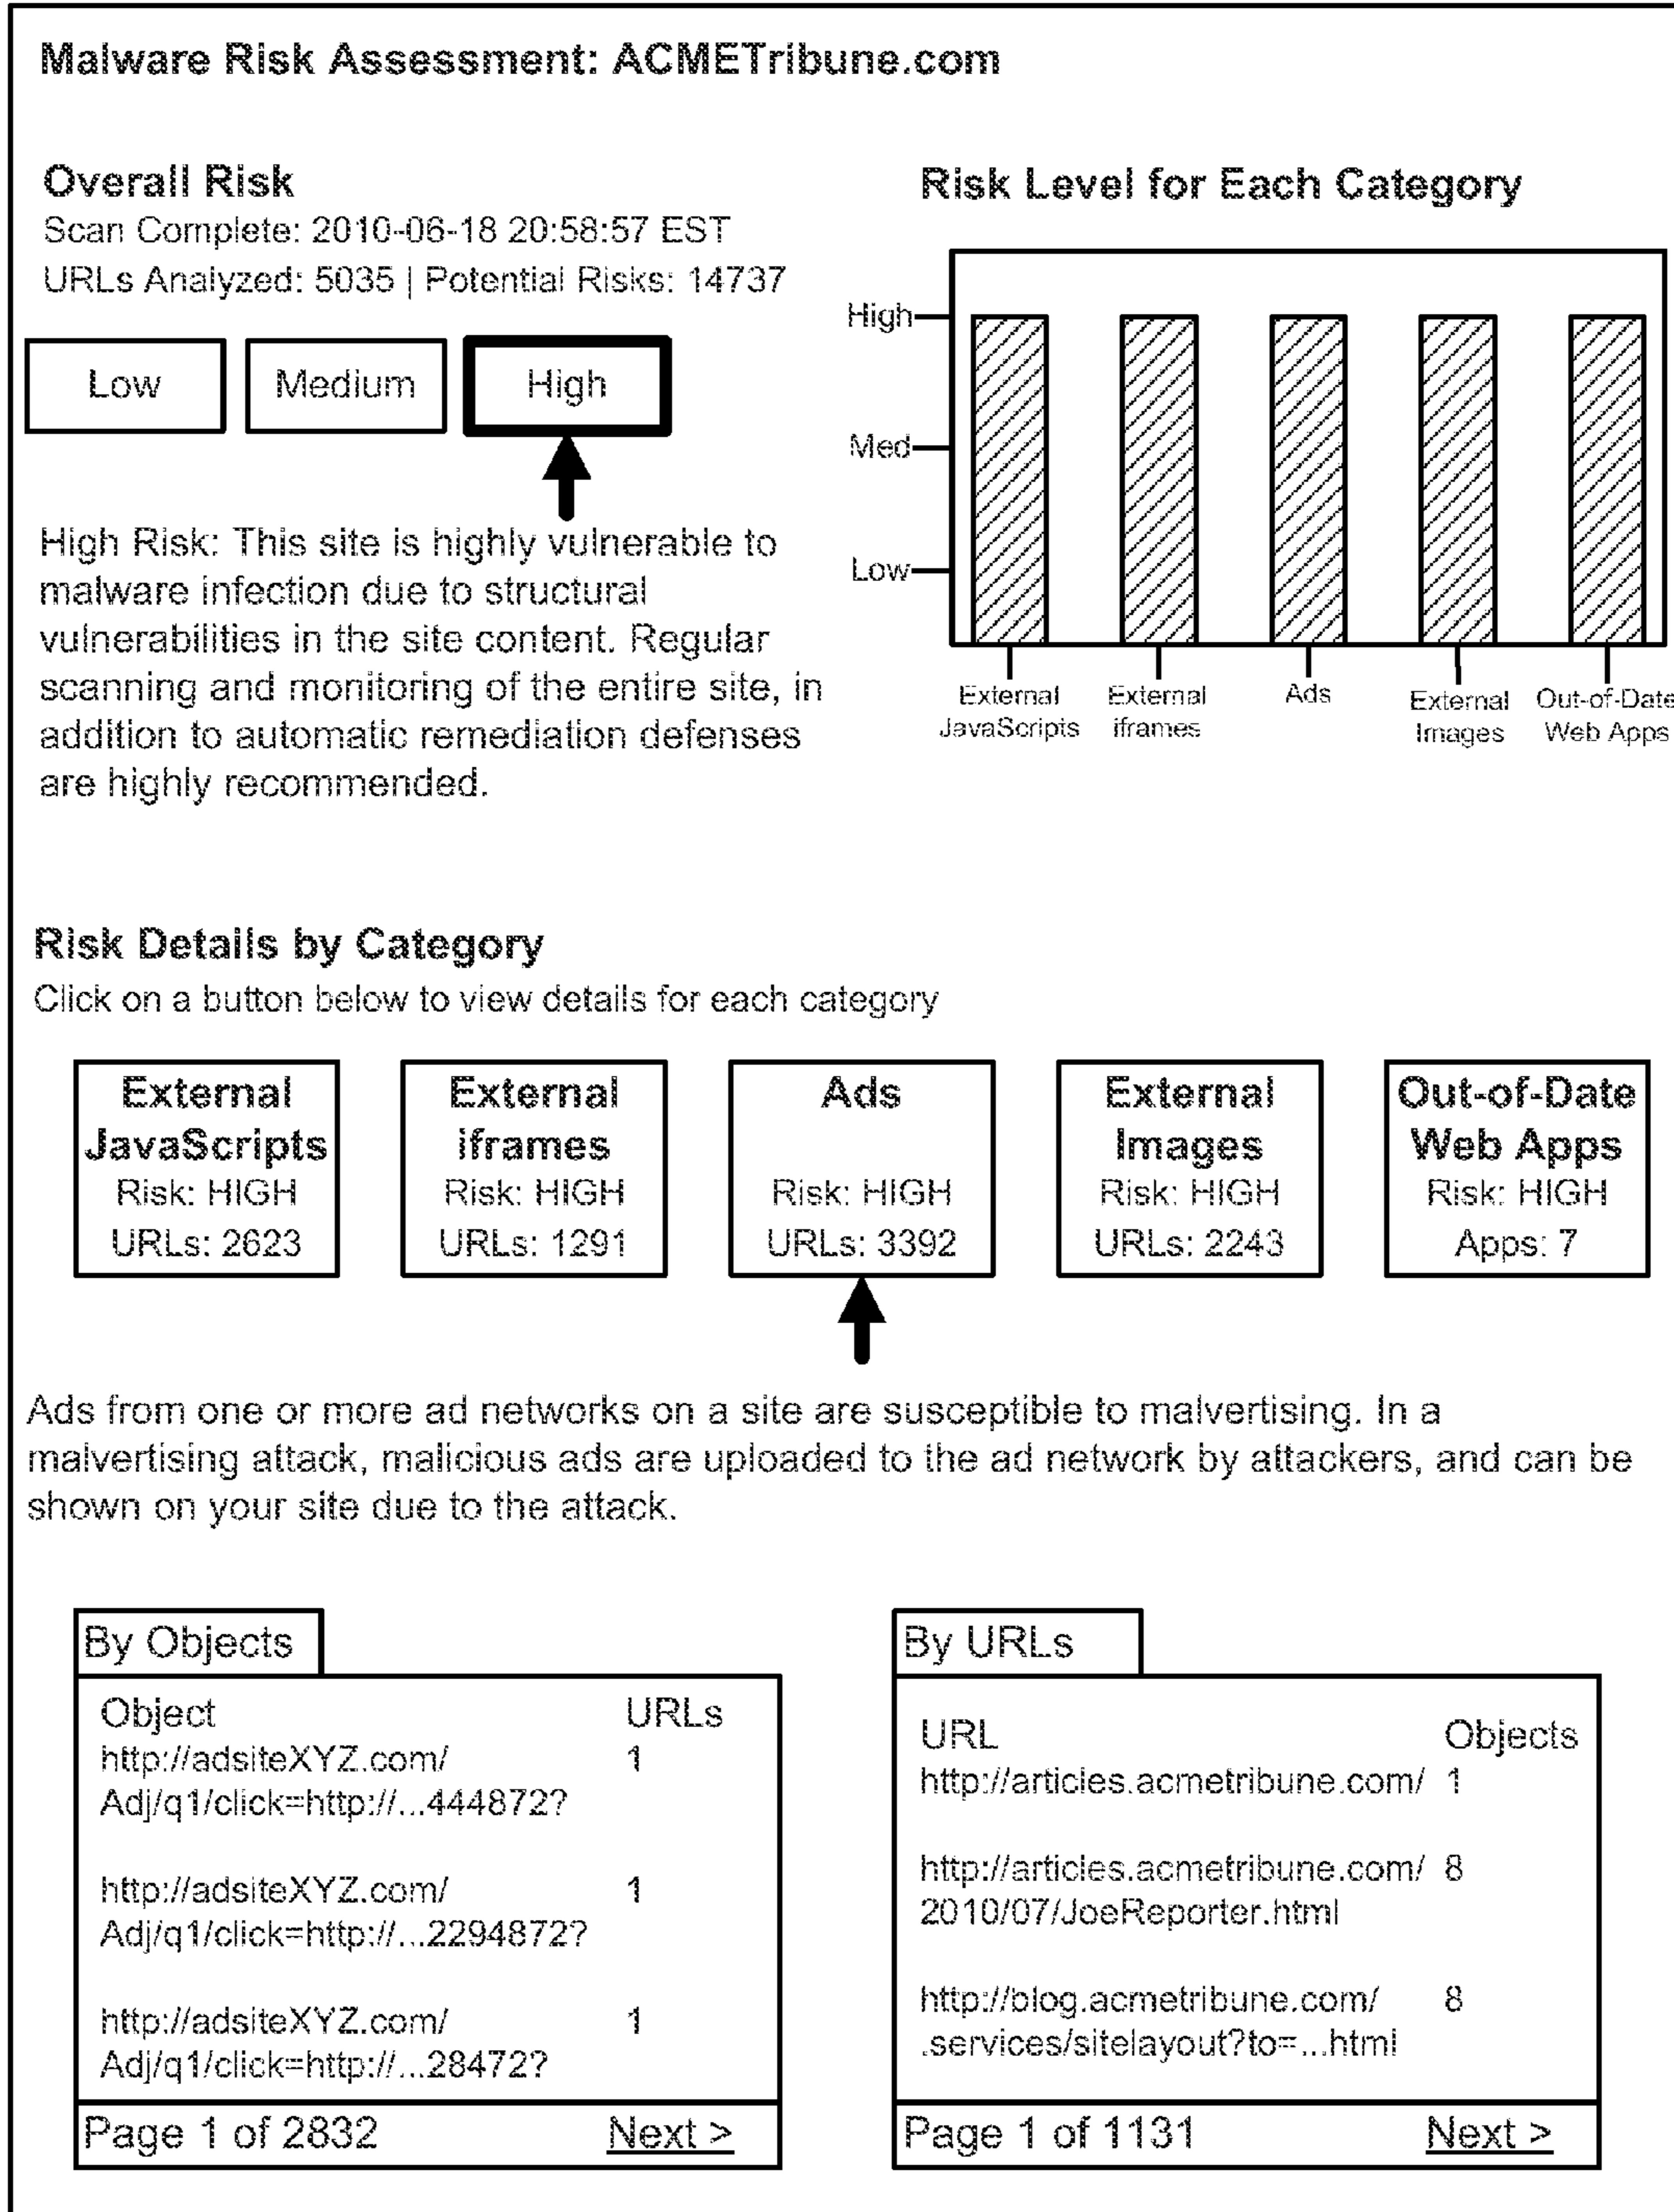 Malware Risk Assessment: ACMETribune.com
Overall Risk
Scan Complete: 2010-06-18 20:58:57 EST
URLs Analyzed: 5035 | Potential Risks: 14737
Low
Medium
High
High Risk: This site is highly vulnerable to
malware infection due to structural
vulnerabilities in the site content. Regular
scanning and monitoring of the entire site, in
addition to automatic remediation defenses
are highly recommended.
Risk Level for Each Category
High
Med
Low
External
JavaScripts
External
iframes
Ads
External
Images
Out-of-Date
Web Apps
Risk Details by Category
Click on a button below to view details for each category
External
JavaScripts
Risk: HIGH
URLs: 2623
External
iframes
Risk: HIGH
URLs: 1291
Ads
Risk: HIGH
URLs: 3392
External
Images
Risk: HIGH
URLs: 2243
Out-of-Date
Web Apps
Risk: HIGH
Apps: 7
Ads from one or more ad networks on a site are susceptible to malvertising. In a
malvertising attack, malicious ads are uploaded to the ad network by attackers, and can be
shown on your site due to the attack.
By Objects
Object URLs
http://adsiteXYZ.com/ 1
Adj/q1/click=http://...444872?
http://adsiteXYZ.com/ 1
Adj/q1/click=http://...2294872?
http://adsiteXYZ.com/ 1
Adj/q1/click=http://...28472?
Page 1 of 2832 Next >
By URLs
URL Objects
http://articles.acmetribune.com/ 1
http://articles.acmetribune.com/ 8
2010/07/JoeReporter.html
http://blog.acmetribune.com/ 8
.services/sitelayout?to=...html
Page 1 of 1131 Next >